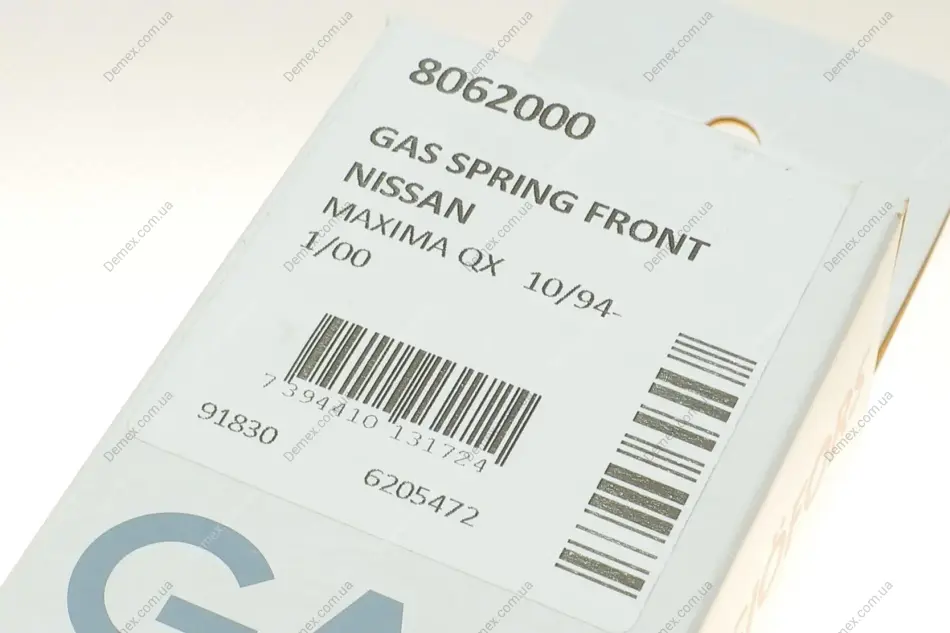 8062000
GAS SPRING FRONT
NISSAN
MAXIMA QX 10/94-
1/00
7 394410 131724
91830
6205472
GA
Demex.com.ua